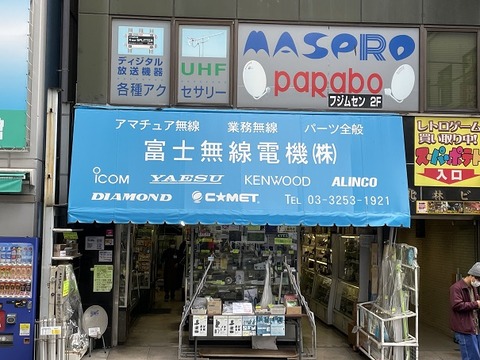 MASPRO
ディジタル
放送機器
各種アク
UHF
セサリー
papabo
フジムセン 2F
アマチュア無線 業務無線 パーツ全般
富士無線電機㈱
ICOM YAESU KENWOOD ALINCO
DIAMOND COMET TEL 03-3253-1921
レトロゲーム
買い取り中!
スーパーポテト
入口